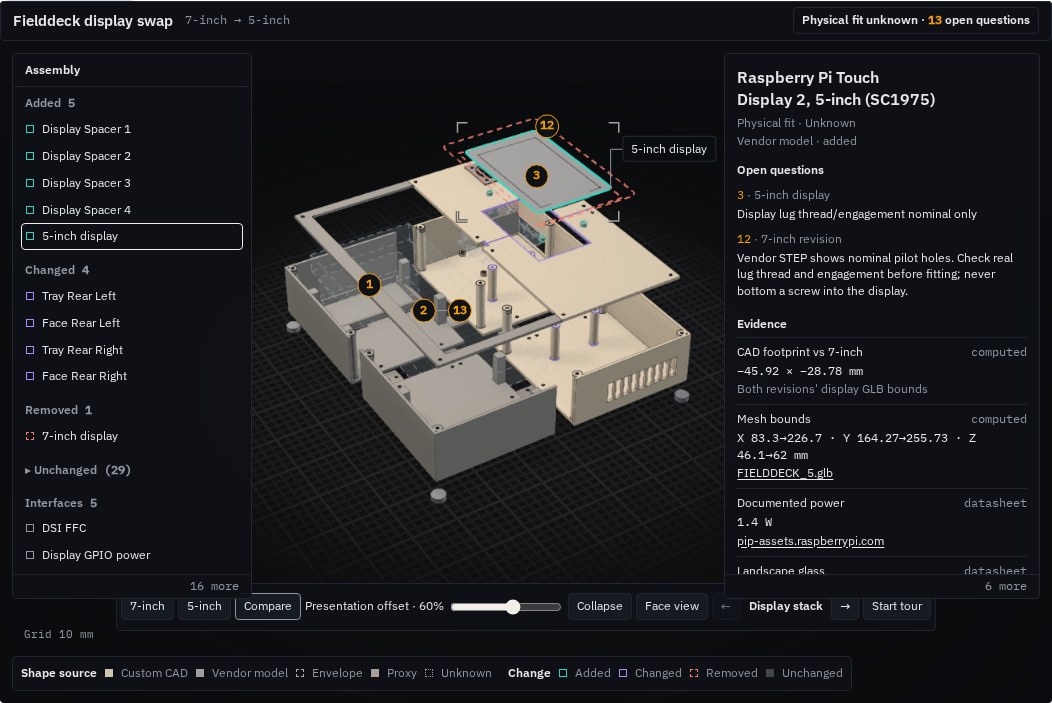 Fielddeck display swap 7-inch → 5-inch
Physical fit unknown · 13 open questions
Assembly
Added 5
Display Spacer 1
Display Spacer 2
Display Spacer 3
Display Spacer 4
5-inch display
Changed 4
Tray Rear Left
Face Rear Left
Tray Rear Right
Face Rear Right
Removed 1
7-inch display
▸ Unchanged (29)
Interfaces 5
DSI FFC
Display GPIO power
16 more
12
3
5-inch display
1
2
13
Raspberry Pi Touch
Display 2, 5-inch (SC1975)
Physical fit · Unknown
Vendor model · added
Open questions
3 · 5-inch display
Display lug thread/engagement nominal only
12 · 7-inch revision
Vendor STEP shows nominal pilot holes. Check real
lug thread and engagement before fitting; never
bottom a screw into the display.
Evidence
CAD footprint vs 7-inch computed
−45.92 × −28.78 mm
Both revisions' display GLB bounds
Mesh bounds computed
X 83.3→226.7 · Y 164.27→255.73 · Z
46.1→62 mm
FIELDDECK_5.glb
Documented power datasheet
1.4 W
pip-assets.raspberrypi.com
Landscape glass datasheet
6 more
7-inch 5-inch Compare Presentation offset · 60% Collapse Face view ← Display stack → Start tour
Grid 10 mm
Shape source Custom CAD Vendor model Envelope Proxy Unknown Change Added Changed Removed Unchanged